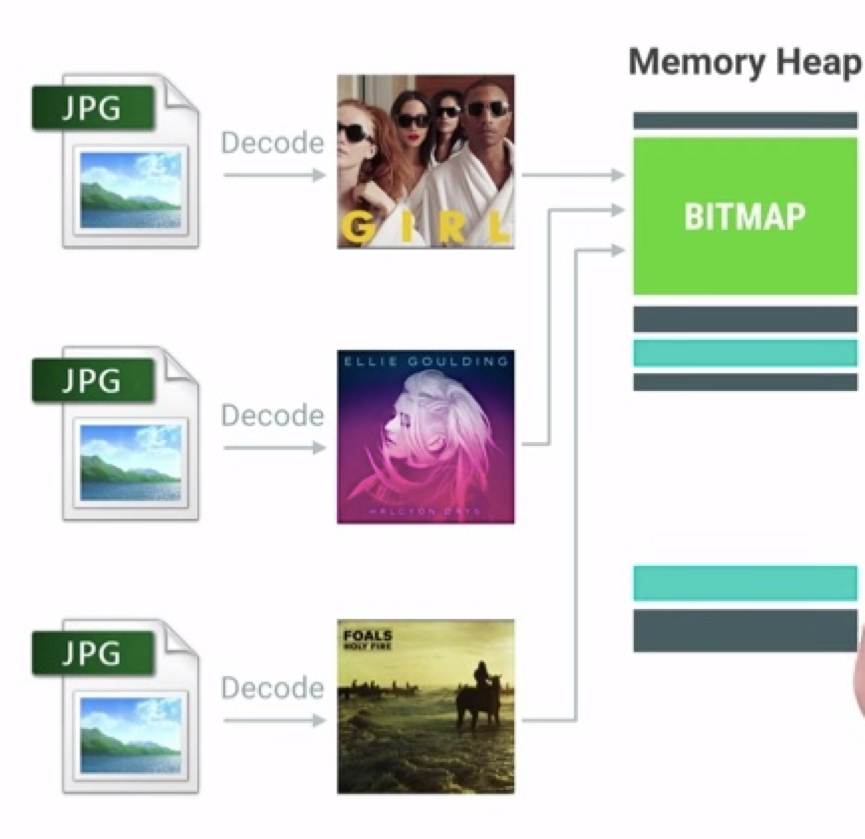 Memory Heap
JPG
Decode
GIRL
BITMAP
JPG
Decode
ELLIE GOULDING
HALCYON DAYS
JPG
Decode
FOALS
HOLY FIRE